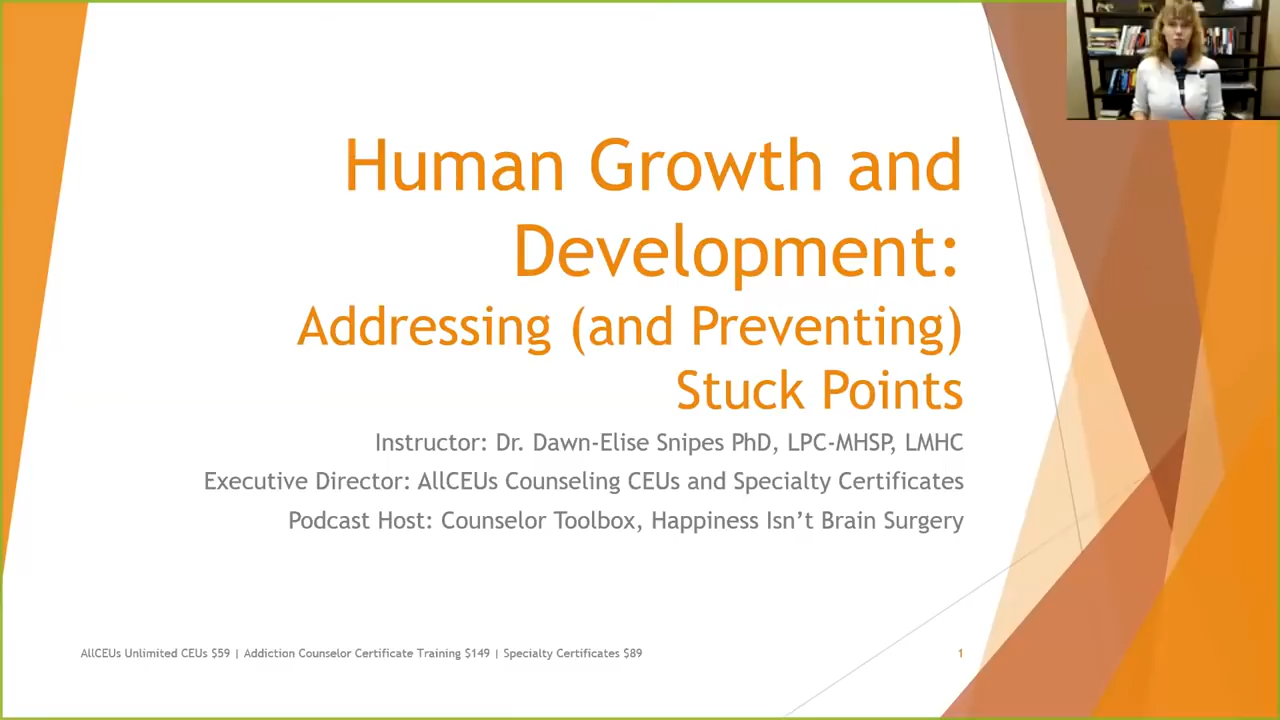 Human Growth and
Development:
Addressing (and Preventing)
Stuck Points
Instructor: Dr. Dawn-Elise Snipes PhD, LPC-MHSP, LMHC
Executive Director: AllCEUs Counseling CEUs and Specialty Certificates
Podcast Host: Counselor Toolbox, Happiness Isn’t Brain Surgery
AllCEUs Unlimited CEUs $59 | Addiction Counselor Certificate Training $149 | Specialty Certificates $89
1